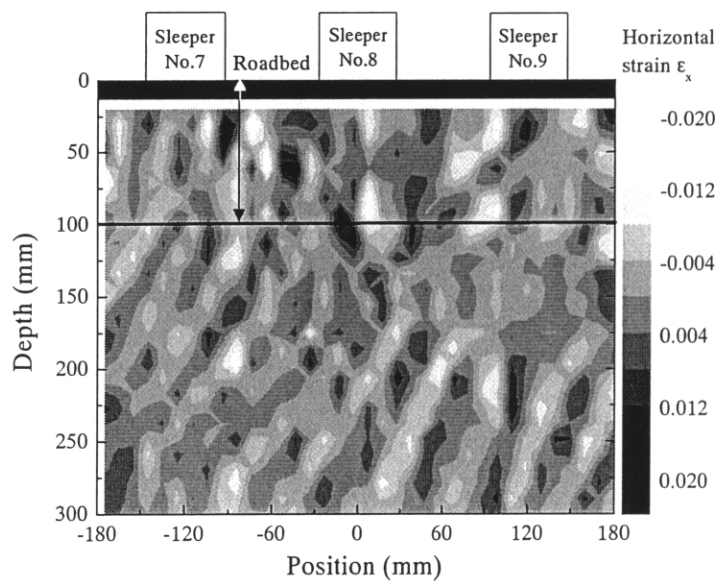 Sleeper
No.7
Roadbed
Sleeper
No.8
Sleeper
No.9
Horizontal
strain εx
0
50
100
150
200
250
300
Depth (mm)
-180
-120
-60
0
60
120
180
Position (mm)
-0.020
-0.012
-0.004
0.004
0.012
0.020